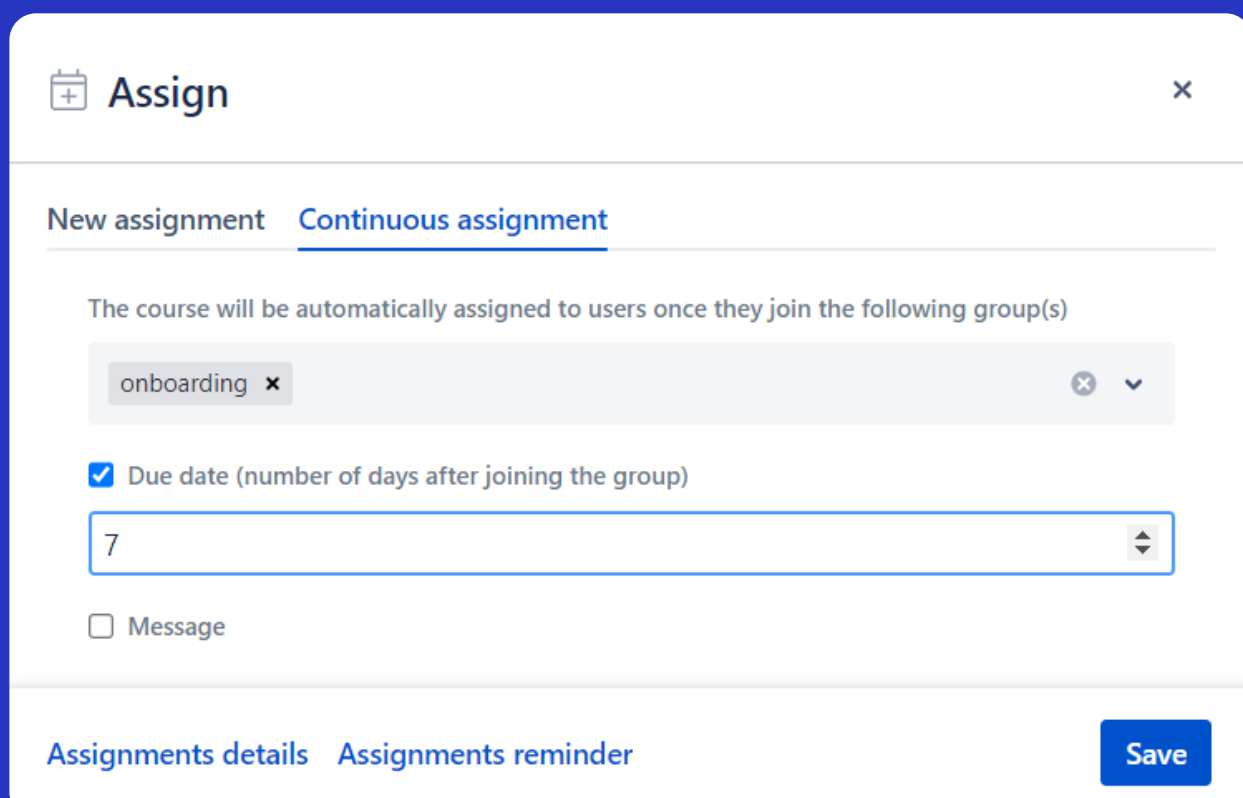 Assign
New assignment Continuous assignment
The course will be automatically assigned to users once they join the following group(s)
onboarding
Due date (number of days after joining the group)
7
Message
Assignments details Assignments reminder Save